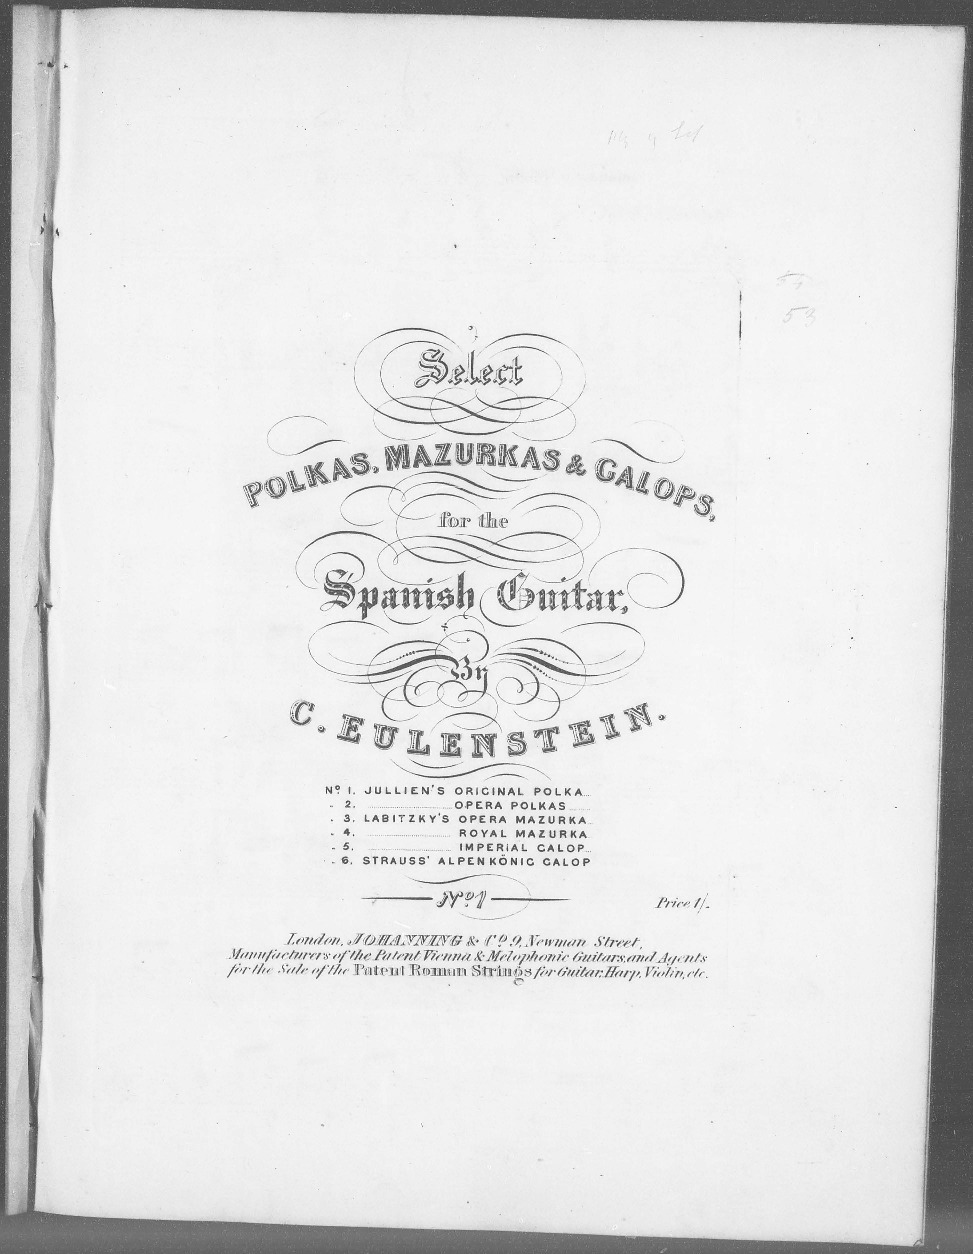 51
53
Select
POLKAS, MAZURKAS & GALOPS,
for the
Spanish Guitar,
By
C. EULENSTEIN.
Nº 1. JULLIEN'S ORIGINAL POLKA
„ 2. OPERA POLKAS
„ 3. LABITZKY'S OPERA MAZURKA
„ 4. ROYAL MAZURKA
„ 5. IMPERIAL GALOP
„ 6. STRAUSS' ALPENKÖNIG GALOP
Nº 1
Price 1/-
London, JOHANNING & Cº 9, Newman Street,
Manufacturers of the Patent Vienna & Melophonic Guitars, and Agents
for the Sale of the Patent Roman Strings for Guitar, Harp, Violin, etc.